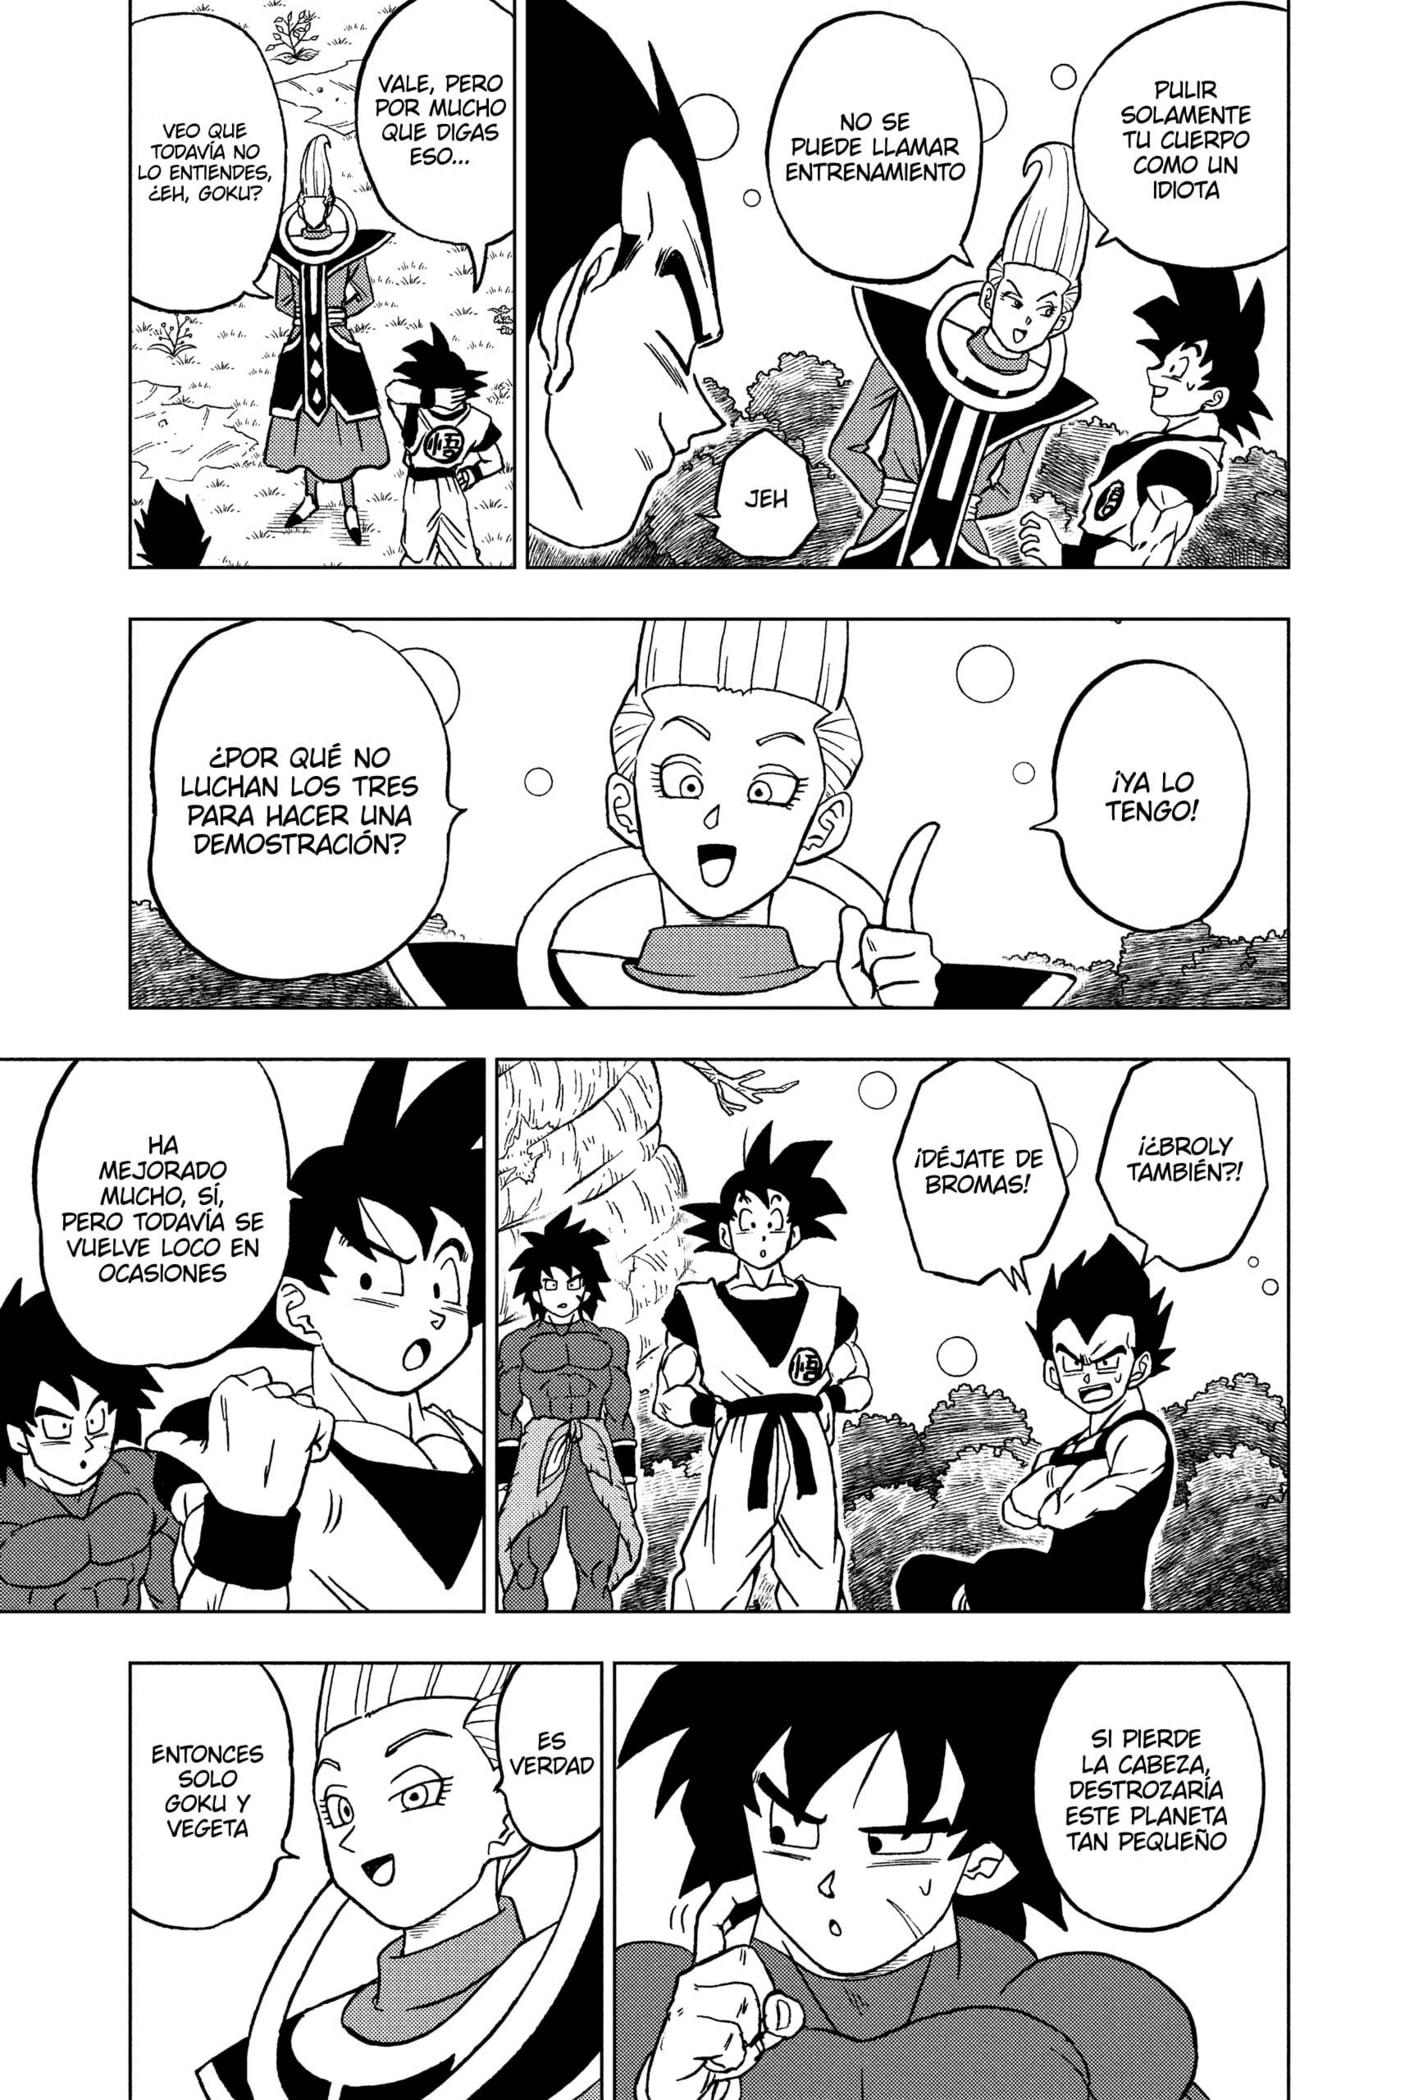 PULIR
SOLAMENTE
TU CUERPO
COMO UN
IDIOTA
NO SE
PUEDE LLAMAR
ENTRENAMIENTO
JEH
VALE, PERO
POR MUCHO
QUE DIGAS
ESO...
VEO QUE
TODAVÍA NO
LO ENTIENDES,
¿EH, GOKU?
悟
¡YA LO
TENGO!
¿POR QUÉ NO
LUCHAN LOS TRES
PARA HACER UNA
DEMOSTRACIÓN?
¡¿BROLY
TAMBIÉN?!
¡DÉJATE DE
BROMAS!
悟
HA
MEJORADO
MUCHO, SÍ,
PERO TODAVÍA SE
VUELVE LOCO EN
OCASIONES
SI PIERDE
LA CABEZA,
DESTROZARÍA
ESTE PLANETA
TAN PEQUEÑO
ES
VERDAD
ENTONCES
SOLO
GOKU Y
VEGETA